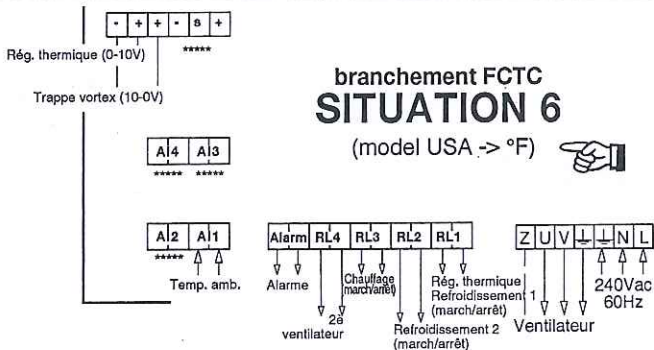 - + + - s +
*****
Rég. thermique (0-10V)
Trappe vortex (10-0V)
branchement FCTC
SITUATION 6
(model USA -> °F)
A|4 A|3
***** *****
A|2 A|1
*****
Temp. amb.
Alarm RL4 RL3 RL2 RL1
Alarme
2è
ventilateur
Chauffage
(march/arrêt)
Refroidissement 2
(march/arrêt)
Rég. thermique
Refroidissement 1
(march/arrêt)
Z U V ⏚ ⏚ N L
Ventilateur
240Vac
60Hz